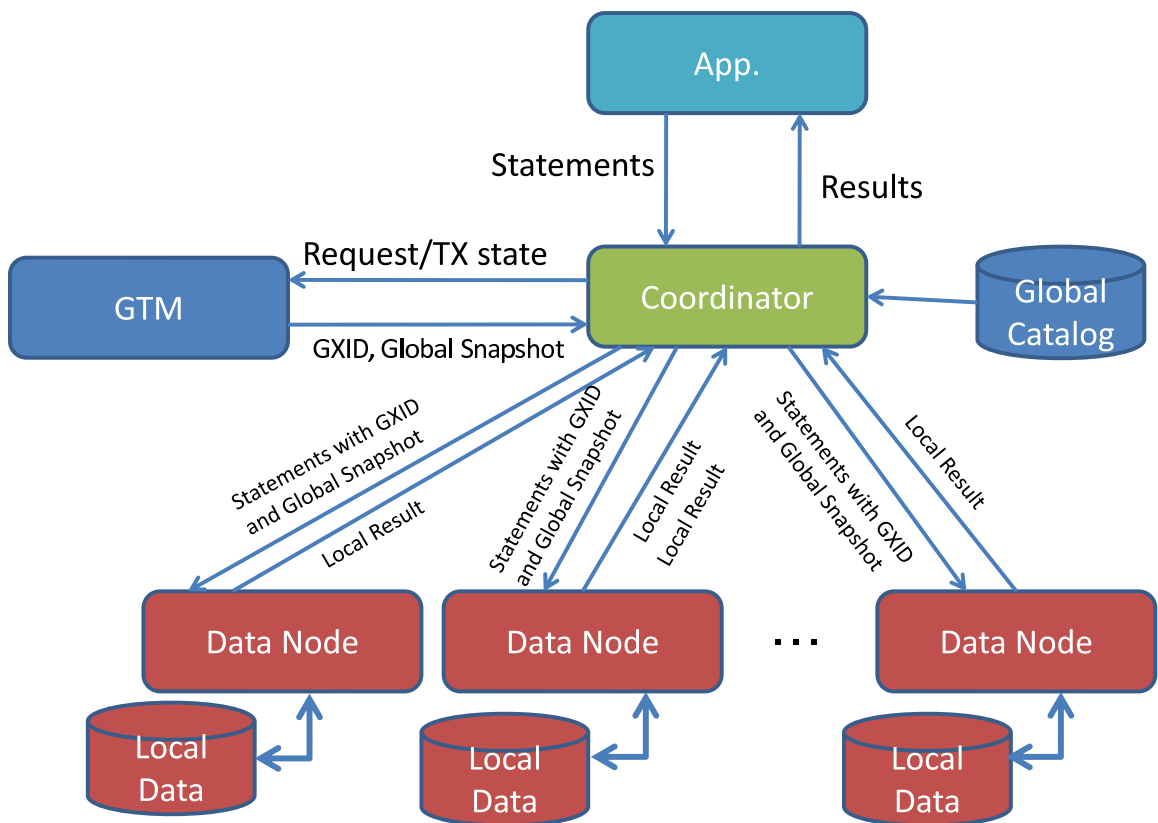 App.
Statements
Results
Request/TX state
GTM
Coordinator
Global
Catalog
GXID, Global Snapshot
Statements with GXID
and Global Snapshot
Local Result
Statements with GXID
and Global Snapshot
Local Result
Local Result
Statements with GXID
and Global Snapshot
Local Result
Data Node
Data Node
...
Data Node
Local
Data
Local
Data
Local
Data